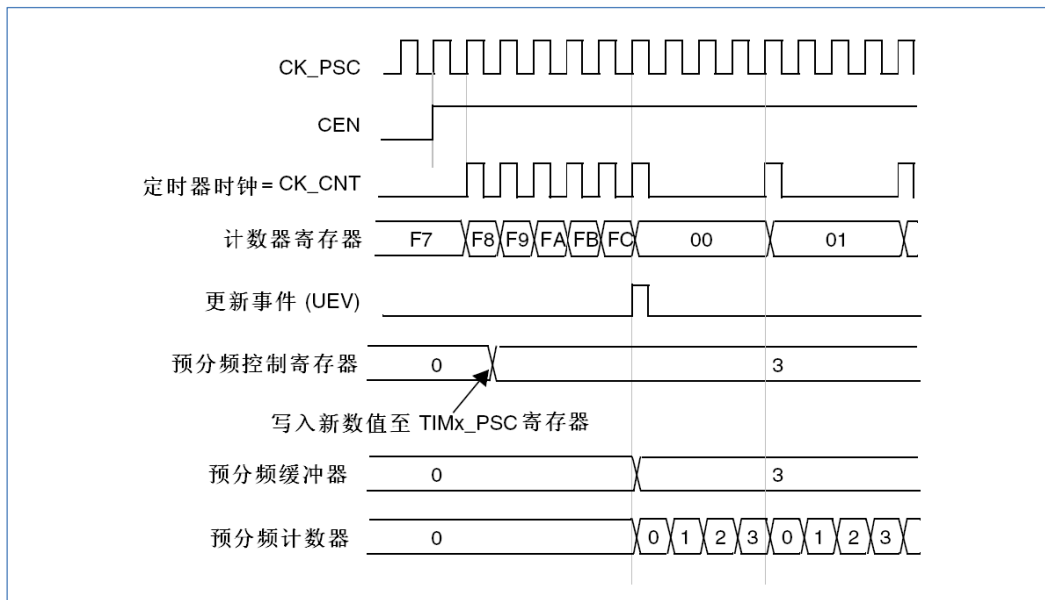 CK_PSC
CEN
定时器时钟= CK_CNT
计数器寄存器 F7 F8 F9 FA FB FC 00 01
更新事件 (UEV)
预分频控制寄存器 0 3
写入新数值至 TIMx_PSC 寄存器
预分频缓冲器 0 3
预分频计数器 0 0 1 2 3 0 1 2 3